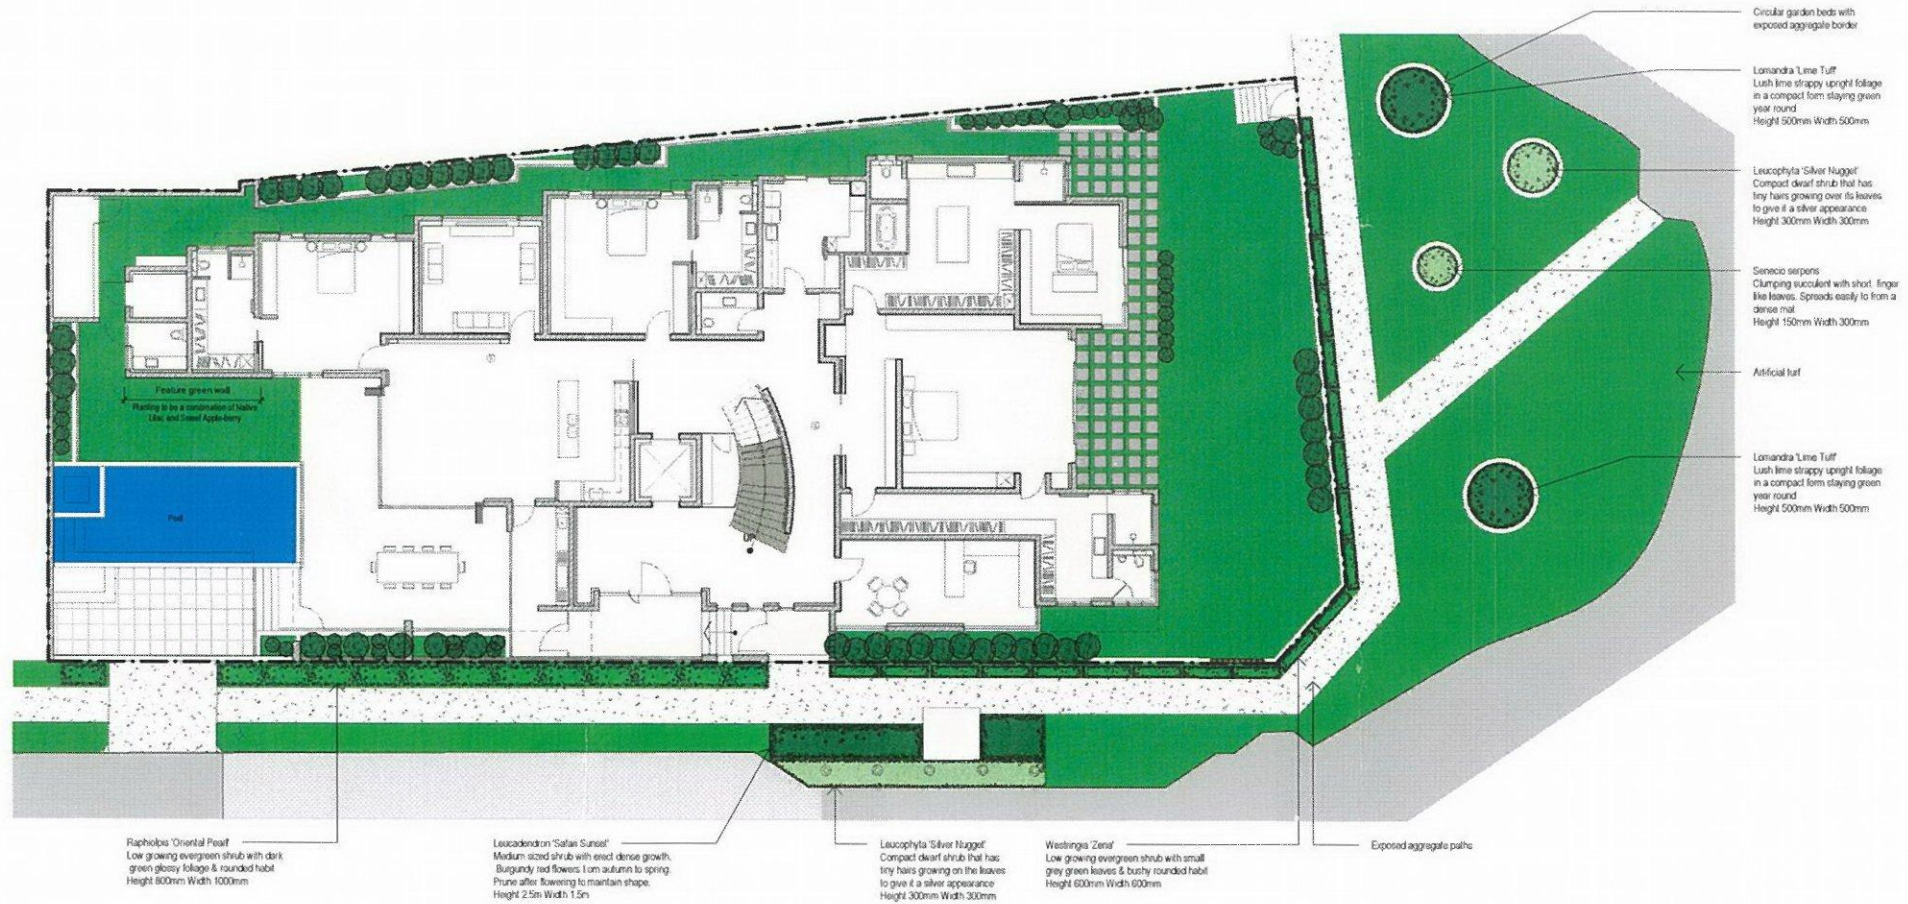 Circular garden beds with
exposed aggregate border
Lomandra 'Lime Tuff'
Lush lime strappy upright foliage
in a compact form staying green
year round
Height 500mm Width 500mm
Leucophyta 'Silver Nugget'
Compact dwarf shrub that has
tiny hairs growing over its leaves
to give it a silver appearance
Height 300mm Width 300mm
Senecio serpens
Clumping succulent with short, finger
like leaves. Spreads easily to from a
dense mat
Height 150mm Width 300mm
Artificial turf
Lomandra 'Lime Tuff'
Lush lime strappy upright foliage
in a compact form staying green
year round
Height 500mm Width 500mm
Feature green wall
Planting to be a combination of Native
Lilac and Sweet Apple-berry
Pool
UP
Raphiolpis 'Oriental Pearl'
Low growing evergreen shrub with dark
green glossy foliage & rounded habit
Height 800mm Width 1000mm
Leucadendron 'Safari Sunset'
Medium sized shrub with erect dense growth.
Burgundy red flowers from autumn to spring.
Prune after flowering to maintain shape.
Height 2.5m Width 1.5m
Leucophyta 'Silver Nugget'
Compact dwarf shrub that has
tiny hairs growing on the leaves
to give it a silver appearance
Height 300mm Width 300mm
Westringia 'Zena'
Low growing evergreen shrub with small
grey green leaves & bushy rounded habit
Height 600mm Width 600mm
Exposed aggregate paths